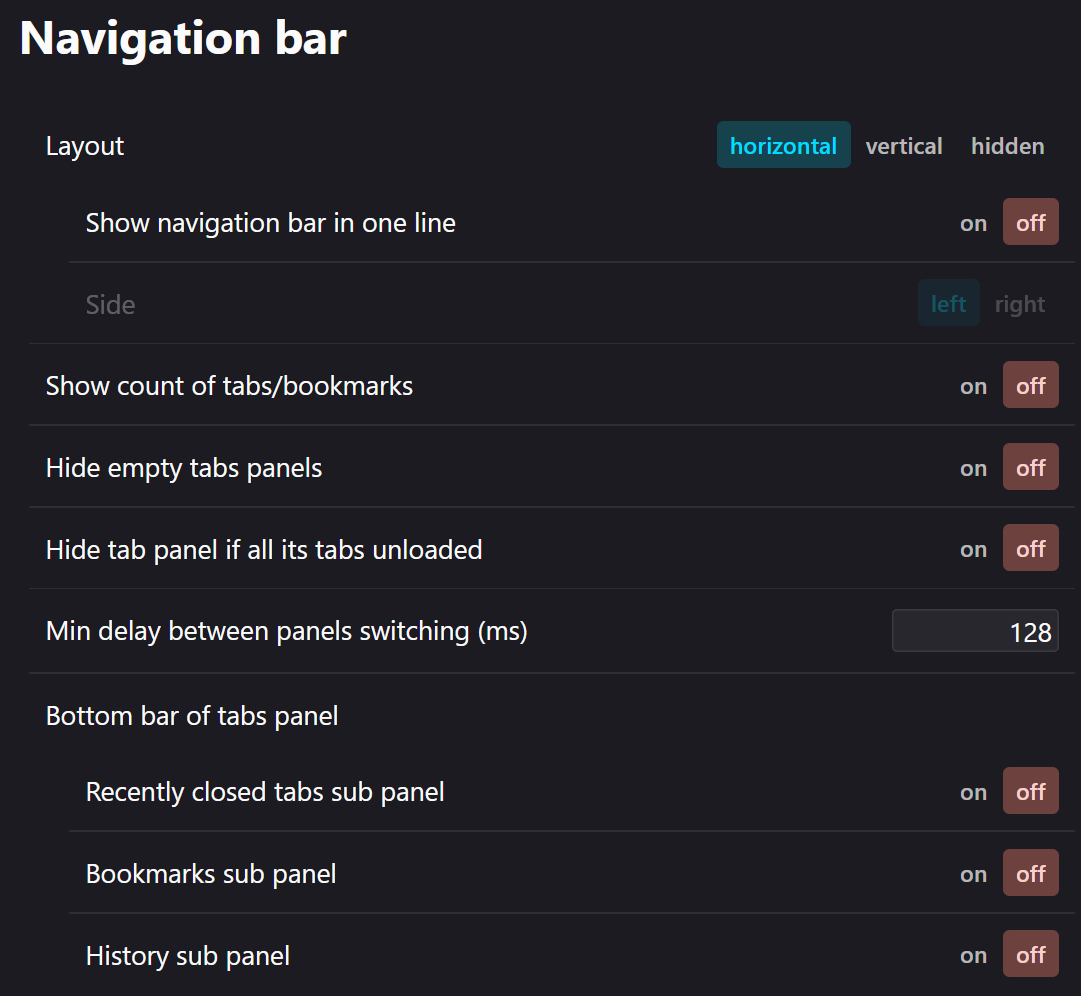 Navigation bar
Layout horizontal vertical hidden
Show navigation bar in one line on off
Side left right
Show count of tabs/bookmarks on off
Hide empty tabs panels on off
Hide tab panel if all its tabs unloaded on off
Min delay between panels switching (ms) 128
Bottom bar of tabs panel
Recently closed tabs sub panel on off
Bookmarks sub panel on off
History sub panel on off